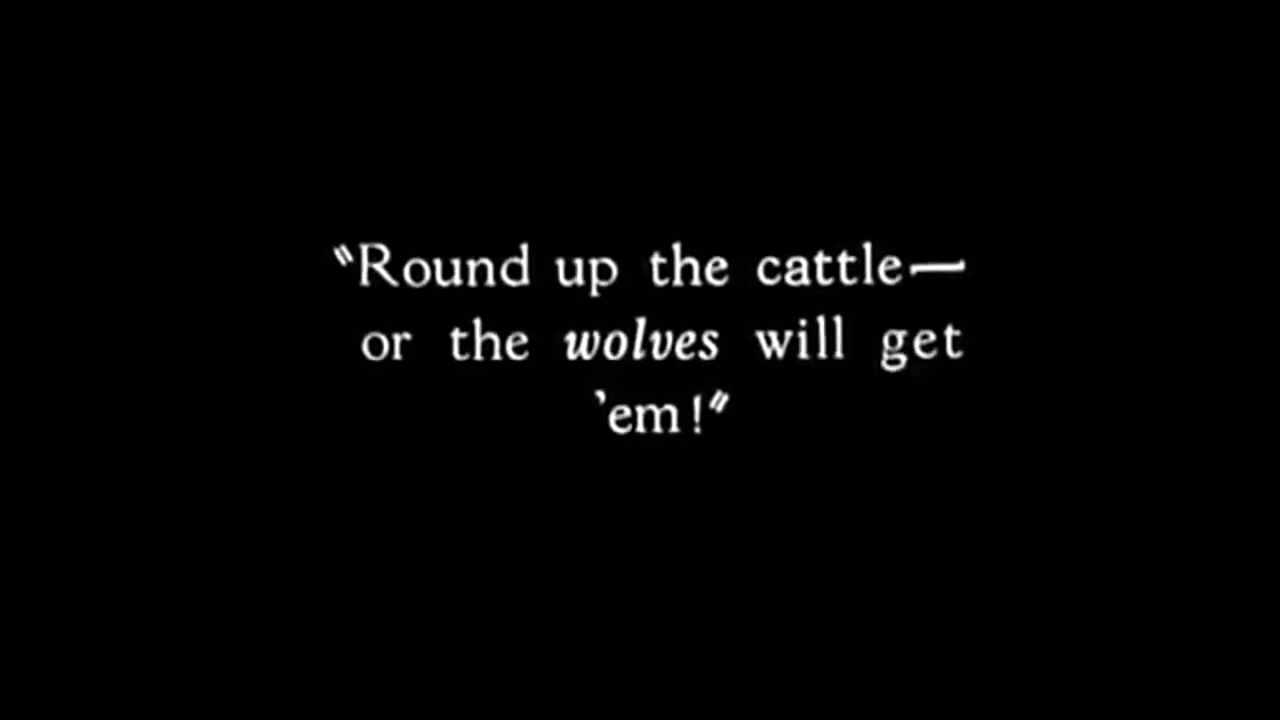 "Round up the cattle—
or the wolves will get
'em!"